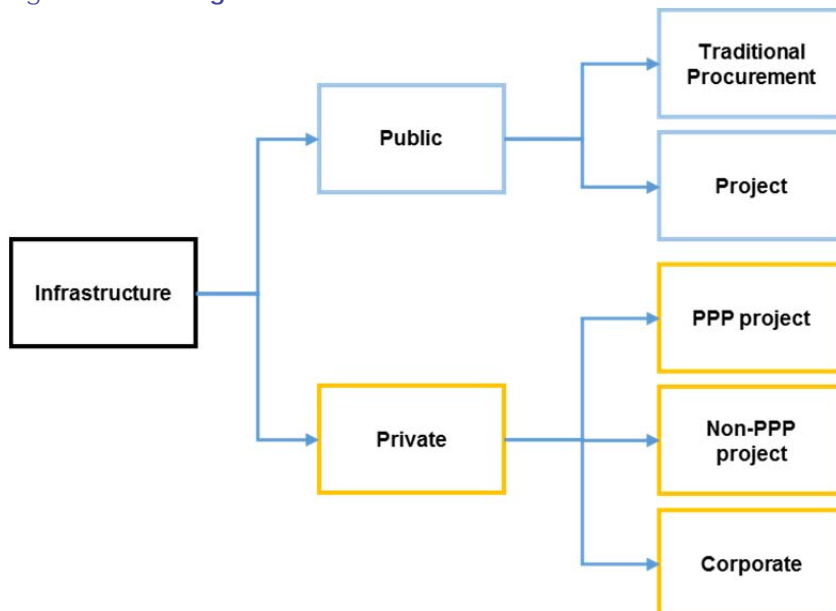 Traditional
Procurement
Public
Project
Infrastructure
PPP project
Private
Non-PPP
project
Corporate